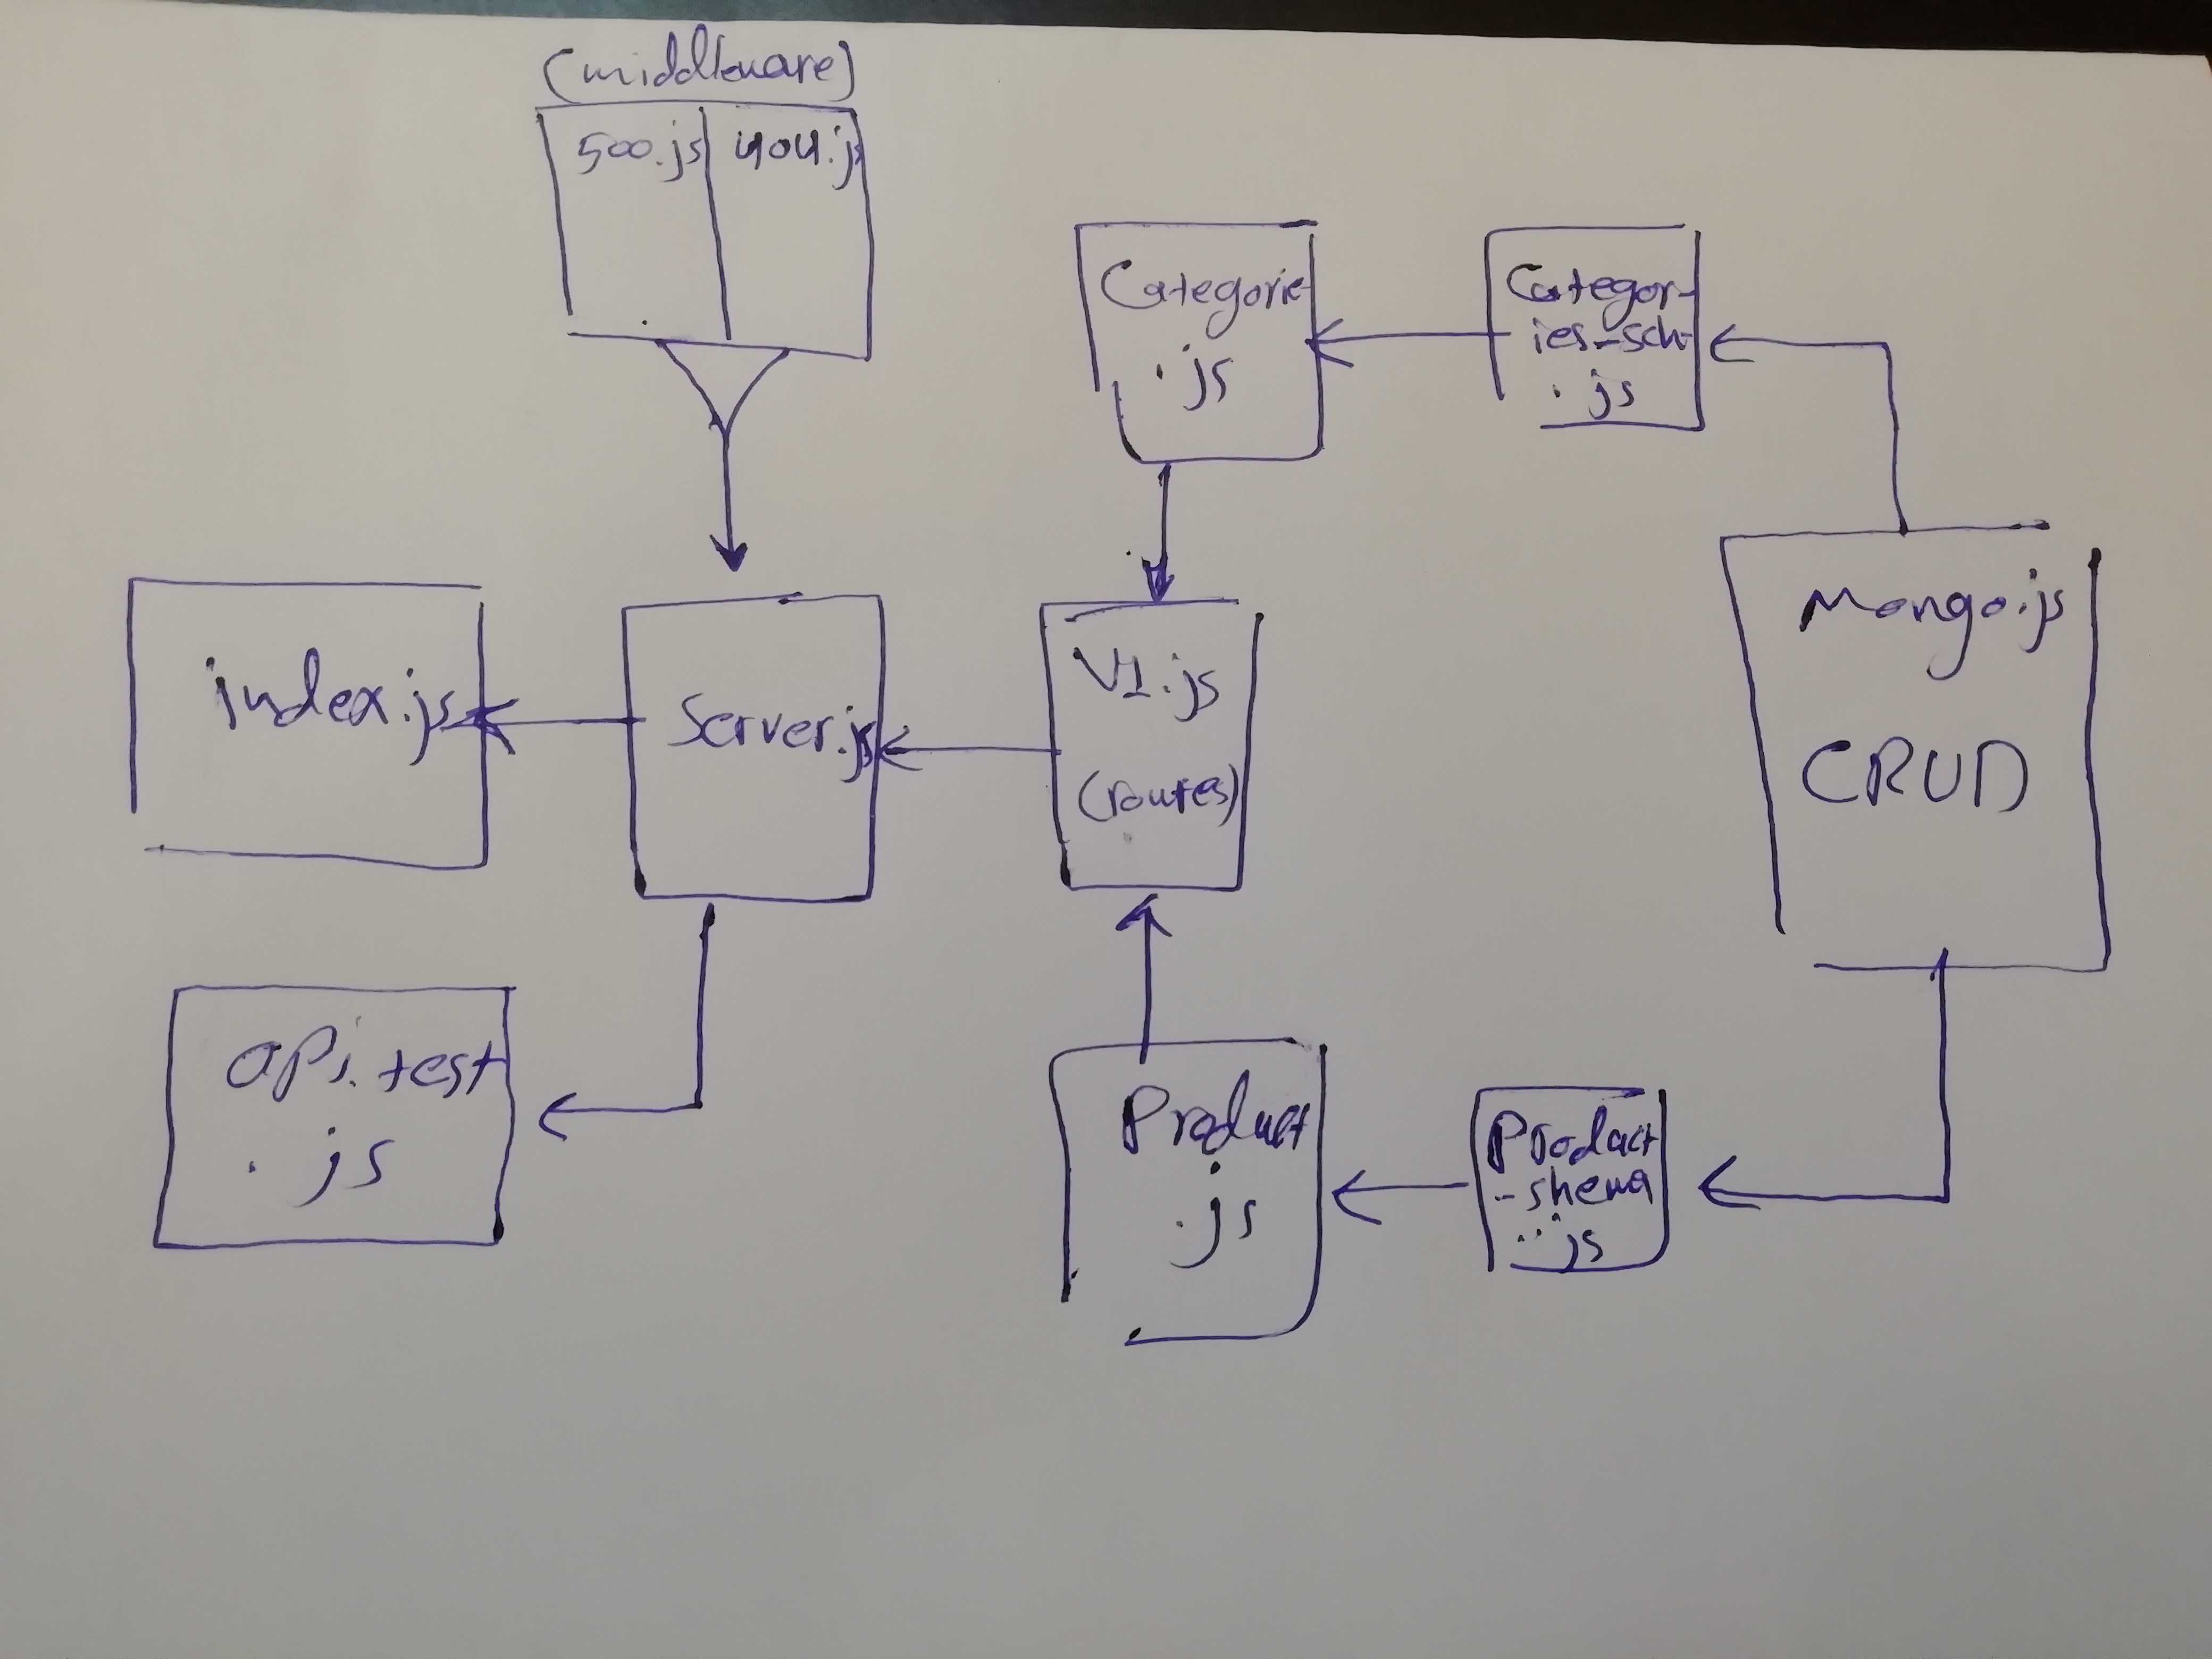 (middleware)
500.js
404.js
Categorie
.js
Categor-
ies-sch-
.js
Mongo.js
CRUD
index.js
Server.js
V1.js
(routes)
api.test
.js
Product
.js
Product
-shema
.js